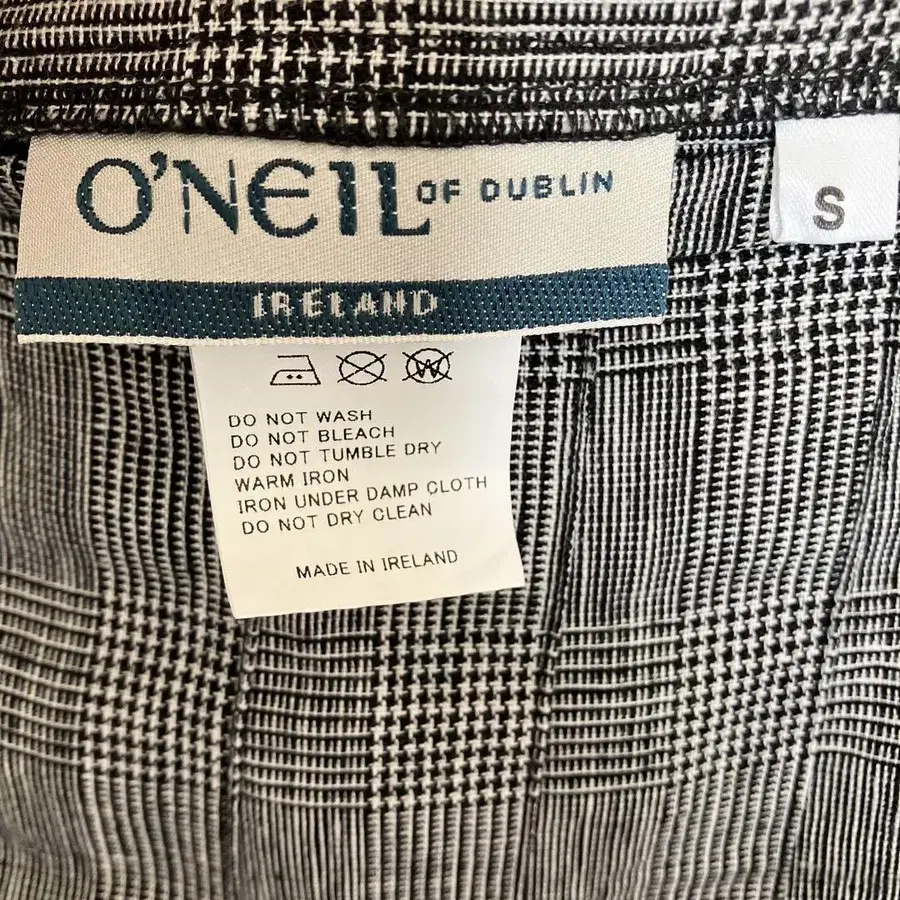 O'NEIL OF DUBLIN
IRELAND
S
W
DO NOT WASH
DO NOT BLEACH
DO NOT TUMBLE DRY
WARM IRON
IRON UNDER DAMP CLOTH
DO NOT DRY CLEAN
MADE IN IRELAND